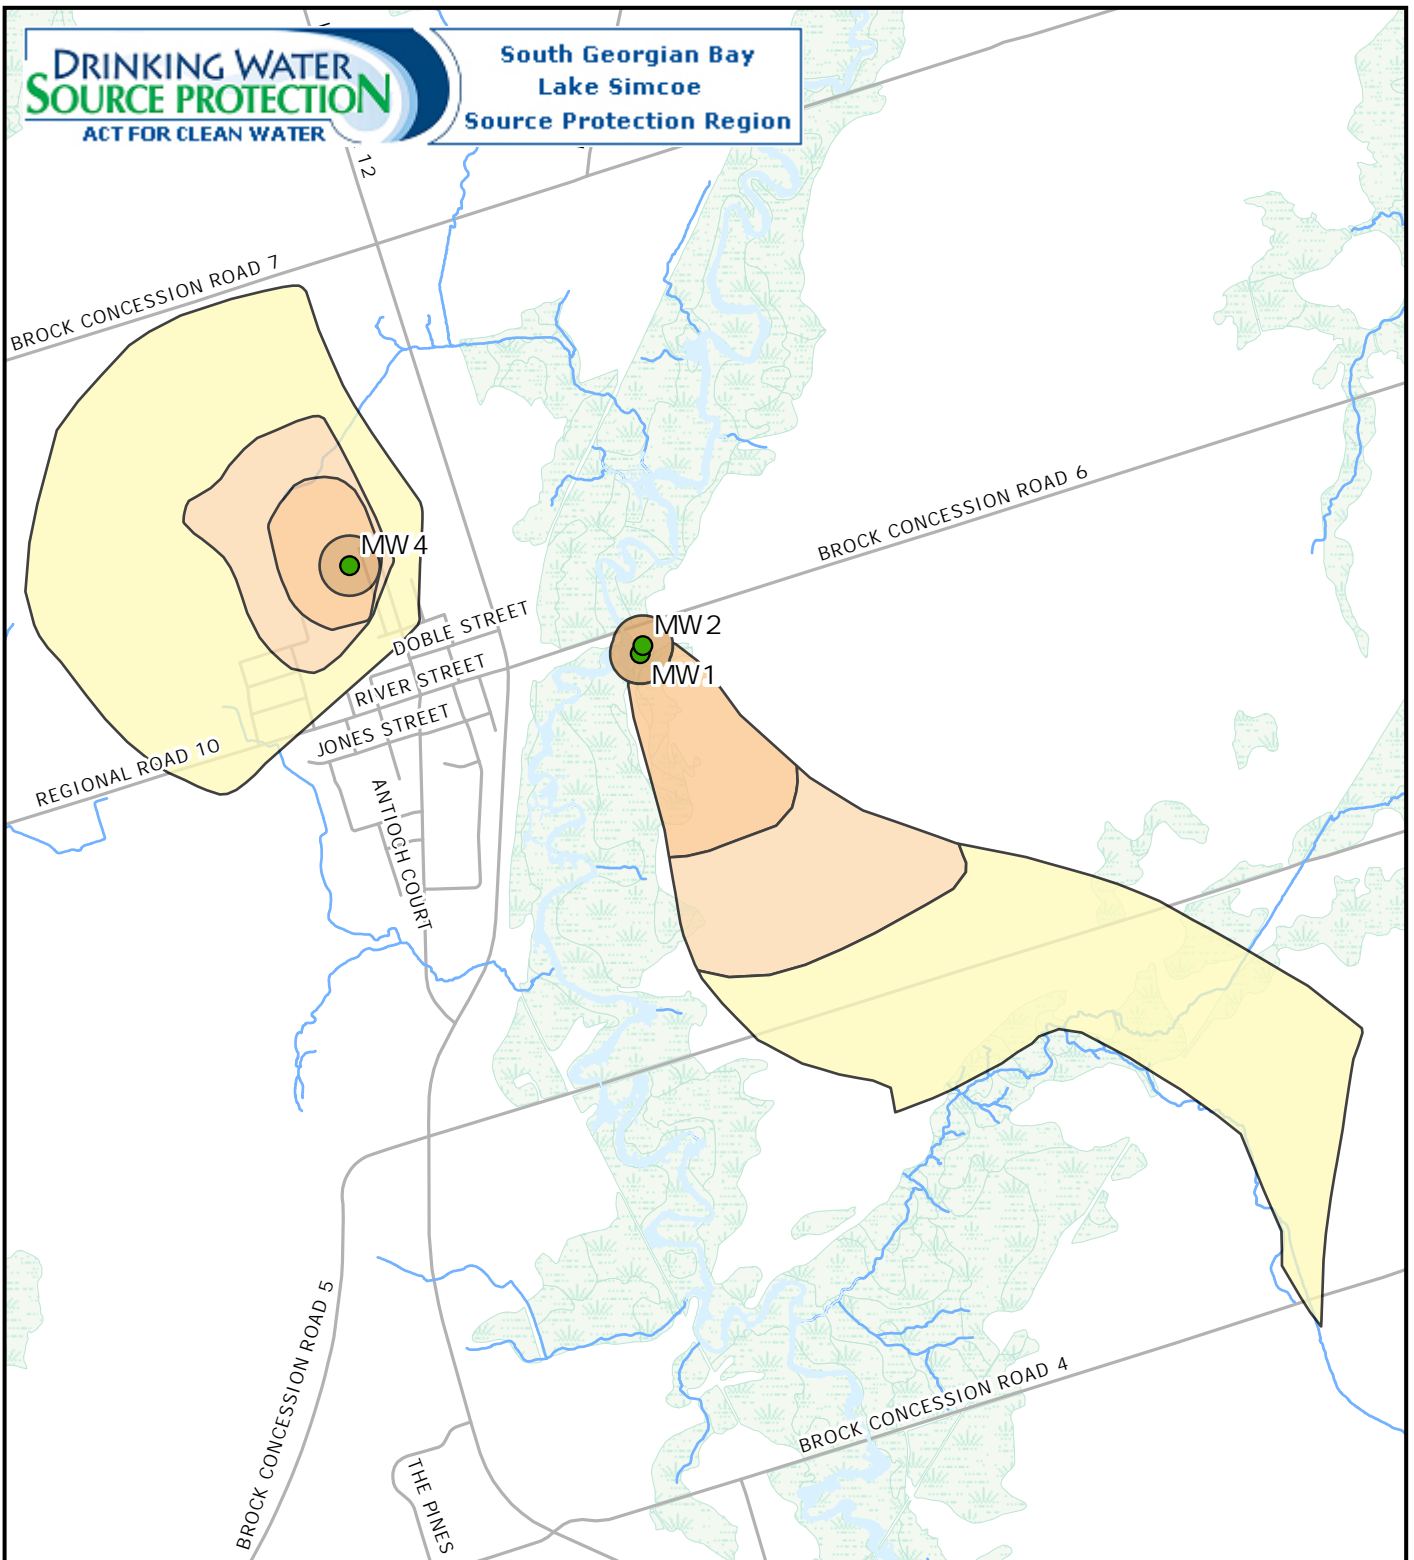 DRINKING WATER
SOURCE PROTECTION
ACT FOR CLEAN WATER
South Georgian Bay
Lake Simcoe
Source Protection Region
12
BROCK CONCESSION ROAD 7
BROCK CONCESSION ROAD 6
MW4
DOBLE STREET
MW2
RIVER STREET
MW1
JONES STREET
REGIONAL ROAD 10
ANTIOCH COURT
BROCK CONCESSION ROAD 5
BROCK CONCESSION ROAD 4
THE PINES